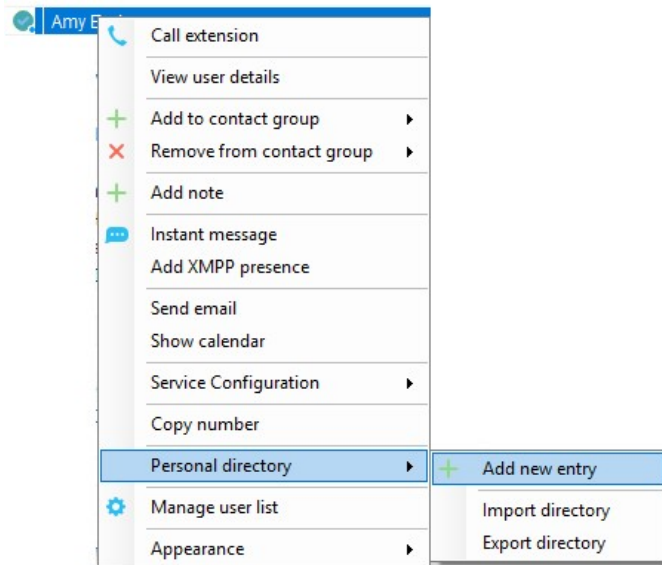 Amy
Call extension
View user details
Add to contact group
Remove from contact group
Add note
Instant message
Add XMPP presence
Send email
Show calendar
Service Configuration
Copy number
Personal directory
Add new entry
Manage user list
Import directory
Appearance
Export directory